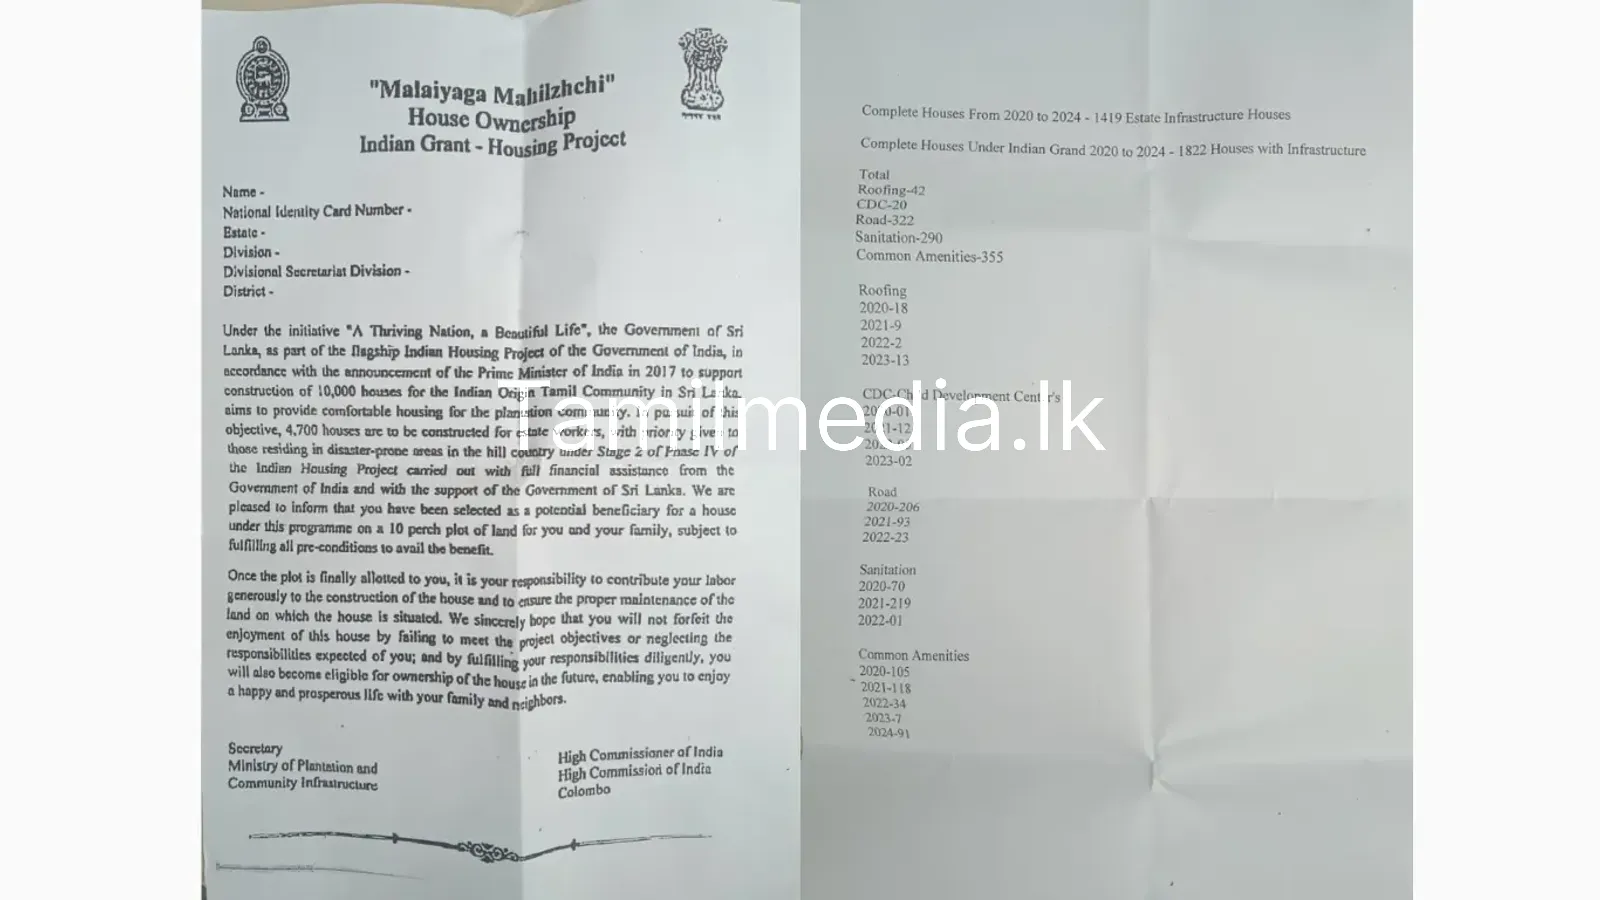 "Malaiyaga Mahilzhchi"
House Ownership
Indian Grant - Housing Project
Name -
National Identity Card Number -
Estate -
Division -
Divisional Secretariat Division -
District -
Under the initiative "A Thriving Nation, a Beautiful Life", the Government of Sri
Lanka, as part of the flagship Indian Housing Project of the Government of India, in
accordance with the announcement of the Prime Minister of India in 2017 to support
construction of 10,000 houses for the Indian Origin Tamil Community in Sri Lanka
aims to provide comfortable housing for the plantation community. In pursuit of this
objective, 4,700 houses are to be constructed for estate workers, with priority given to
those residing in disaster-prone areas in the hill country under Stage 2 of Phase IV of
the Indian Housing Project carried out with full financial assistance from the
Government of India and with the support of the Government of Sri Lanka. We are
pleased to inform that you have been selected as a potential beneficiary for a house
under this programme on a 10 perch plot of land for you and your family, subject to
fulfilling all pre-conditions to avail the benefit.
Once the plot is finally allotted to you, it is your responsibility to contribute your labor
generously to the construction of the house and to ensure the proper maintenance of the
land on which the house is situated. We sincerely hope that you will not forfeit the
enjoyment of this house by failing to meet the project objectives or neglecting the
responsibilities expected of you; and by fulfilling your responsibilities diligently, you
will also become eligible for ownership of the house in the future, enabling you to enjoy
a happy and prosperous life with your family and neighbors.
Secretary
Ministry of Plantation and
Community Infrastructure
High Commissioner of India
High Commission of India
Colombo
Complete Houses From 2020 to 2024 - 1419 Estate Infrastructure Houses
Complete Houses Under Indian Grand 2020 to 2024 - 1822 Houses with Infrastructure
Total
Roofing-42
CDC-20
Road-322
Sanitation-290
Common Amenities-355
Roofing
2020-18
2021-9
2022-2
2023-13
CDC-Child Development Center's
2020-01
2021-12
2023-02
Road
2020-206
2021-93
2022-23
Sanitation
2020-70
2021-219
2022-01
Common Amenities
2020-105
2021-118
2022-34
2023-7
2024-91
Tamilmedia.lk